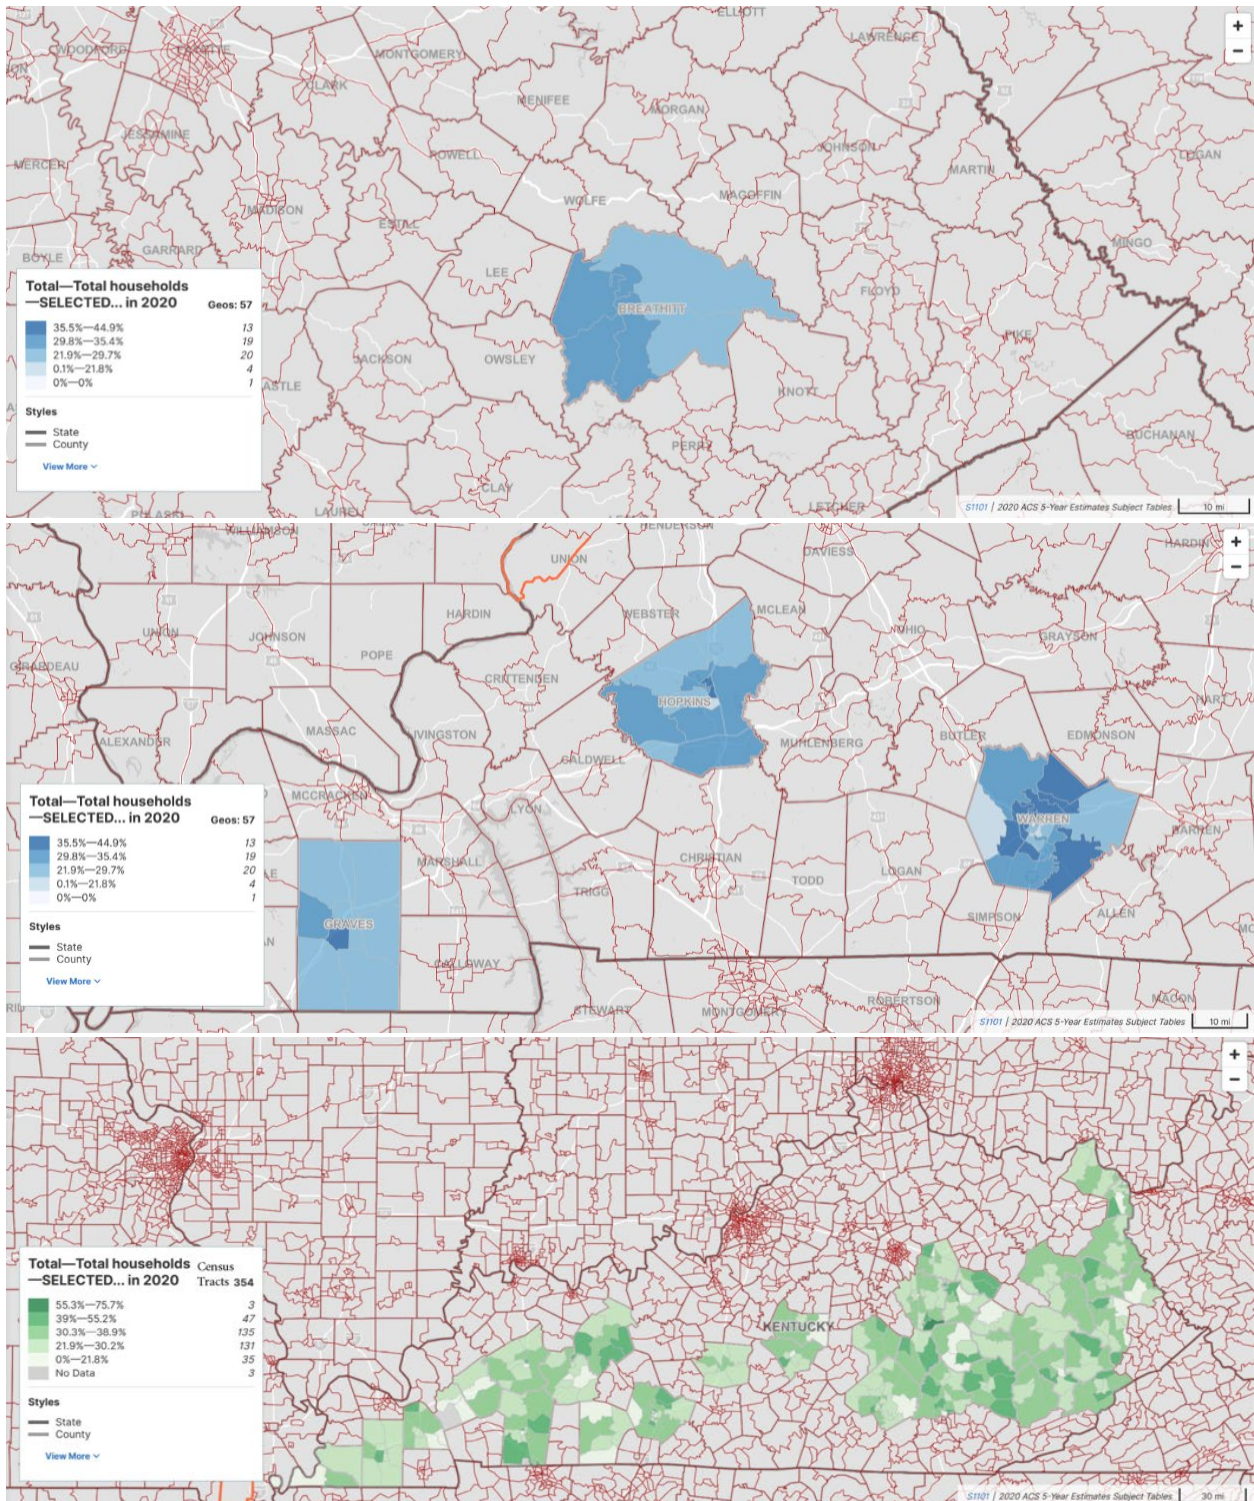 ELLIOTT
WOODFORD
LAWRENCE
MONTGOMERY
CLARK
MENIFEE
MORGAN
JESSAMINE
JOHNSON
LOGAN
MERCER
POWELL
MARTIN
WOLFE
MAGOFFIN
MADISON
ESTILL
MINGO
GARRARD
BOYLE
LEE
FLOYD
BREATHITT
PIKE
JACKSON
OWSLEY
KNOTT
BUCHANAN
PERRY
CLAY
LETCHER
LAUREL
PULASKI
+
−
Total—Total households
—SELECTED... in 2020
Geos: 57
35.5%—44.9% 13
29.8%—35.4% 19
21.9%—29.7% 20
0.1%—21.8% 4
0%—0% 1
Styles
State
County
View More
S1101 | 2020 ACS 5-Year Estimates Subject Tables
10 mi
WILLIAMSON
HENDERSON
UNION
DAVIESS
HARDIN
HARDIN
WEBSTER
MCLEAN
UNION
JOHNSON
OHIO
GRAYSON
POPE
GIRARDEAU
CRITTENDEN
HOPKINS
HART
MASSAC
LIVINGSTON
ALEXANDER
MUHLENBERG
BUTLER
EDMONSON
CALDWELL
MCCRACKEN
LYON
WARREN
BARREN
MARSHALL
CHRISTIAN
LOGAN
TODD
TRIGG
GRAVES
SIMPSON
ALLEN
CALLOWAY
STEWART
MONTGOMERY
ROBERTSON
MACON
+
−
Total—Total households
—SELECTED... in 2020
Geos: 57
35.5%—44.9% 13
29.8%—35.4% 19
21.9%—29.7% 20
0.1%—21.8% 4
0%—0% 1
Styles
State
County
View More
S1101 | 2020 ACS 5-Year Estimates Subject Tables
10 mi
+
−
KENTUCKY
Total—Total households
—SELECTED... in 2020
Census
Tracts 354
55.3%—75.7% 3
39%—55.2% 47
30.3%—38.9% 135
21.9%—30.2% 131
0%—21.8% 35
No Data 3
Styles
State
County
View More
S1101 | 2020 ACS 5-Year Estimates Subject Tables
30 mi